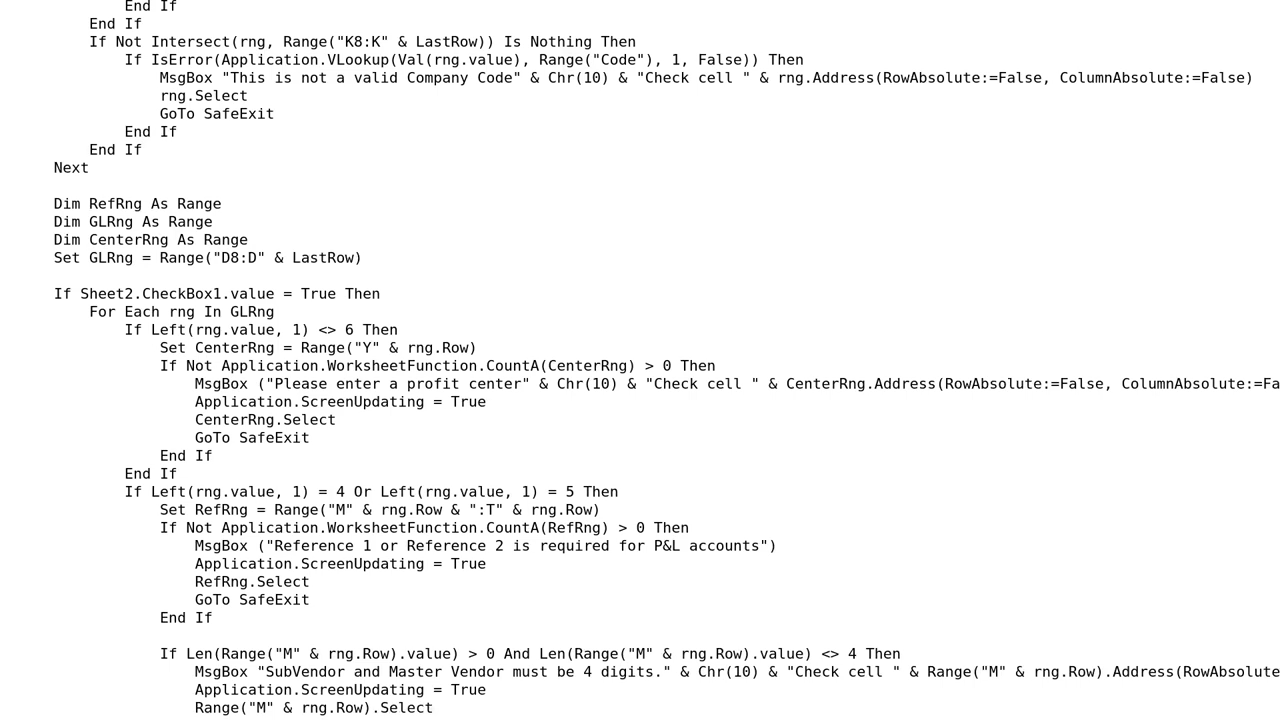 End If
End If
If Not Intersect(rng, Range("K8:K" & LastRow)) Is Nothing Then
If IsError(Application.VLookup(Val(rng.value), Range("Code"), 1, False)) Then
MsgBox "This is not a valid Company Code" & Chr(10) & "Check cell " & rng.Address(RowAbsolute:=False, ColumnAbsolute:=False)
rng.Select
GoTo SafeExit
End If
End If
Next
Dim RefRng As Range
Dim GLRng As Range
Dim CenterRng As Range
Set GLRng = Range("D8:D" & LastRow)
If Sheet2.CheckBox1.value = True Then
For Each rng In GLRng
If Left(rng.value, 1) <> 6 Then
Set CenterRng = Range("Y" & rng.Row)
If Not Application.WorksheetFunction.CountA(CenterRng) > 0 Then
MsgBox ("Please enter a profit center" & Chr(10) & "Check cell " & CenterRng.Address(RowAbsolute:=False, ColumnAbsolute:=Fa
Application.ScreenUpdating = True
CenterRng.Select
GoTo SafeExit
End If
End If
If Left(rng.value, 1) = 4 Or Left(rng.value, 1) = 5 Then
Set RefRng = Range("M" & rng.Row & ":T" & rng.Row)
If Not Application.WorksheetFunction.CountA(RefRng) > 0 Then
MsgBox ("Reference 1 or Reference 2 is required for P&L accounts")
Application.ScreenUpdating = True
RefRng.Select
GoTo SafeExit
End If
If Len(Range("M" & rng.Row).value) > 0 And Len(Range("M" & rng.Row).value) <> 4 Then
MsgBox "SubVendor and Master Vendor must be 4 digits." & Chr(10) & "Check cell " & Range("M" & rng.Row).Address(RowAbsolute
Application.ScreenUpdating = True
Range("M" & rng.Row).Select